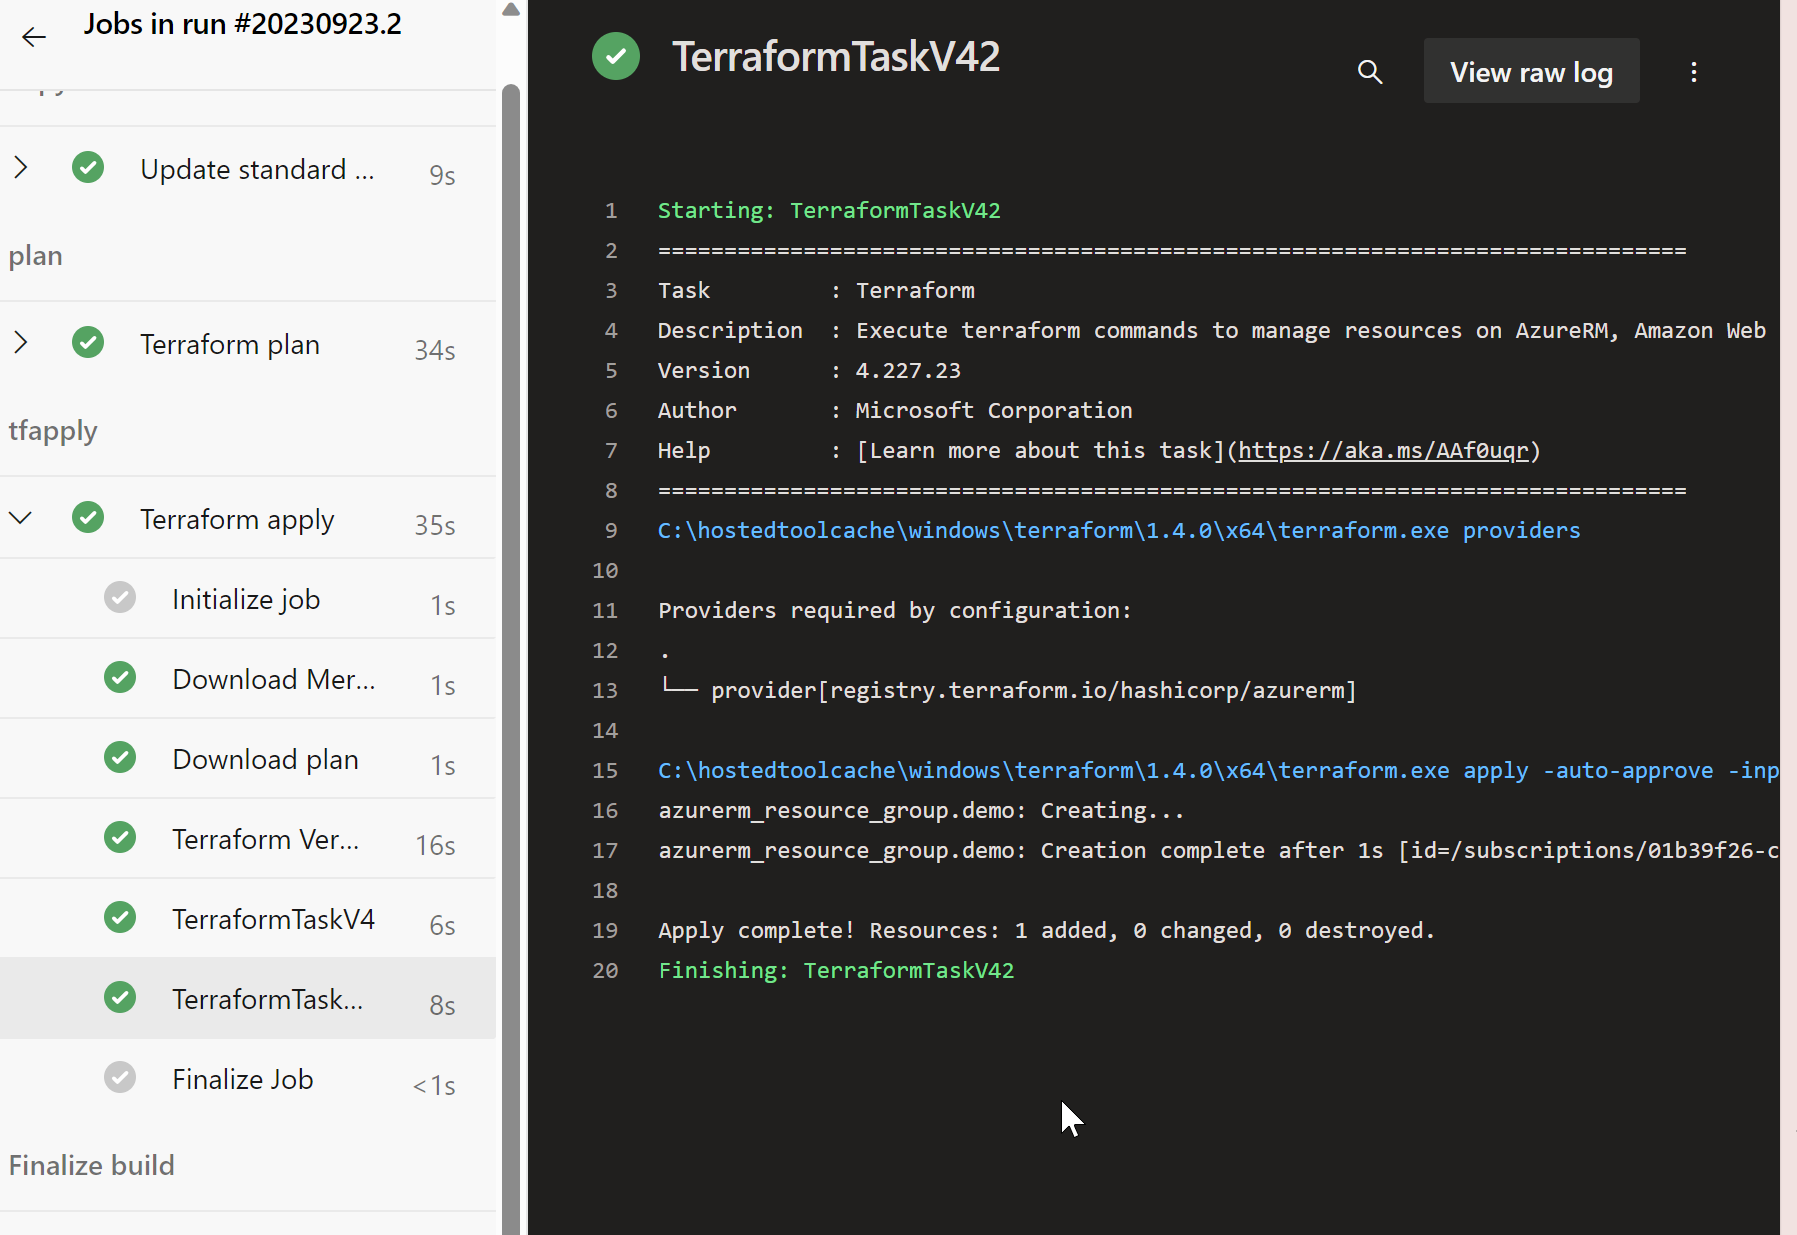 Jobs in run #20230923.2
Update standard ...
9s
plan
Terraform plan
34s
tfapply
Terraform apply
35s
Initialize job
1s
Download Mer...
1s
Download plan
1s
Terraform Ver...
16s
TerraformTaskV4
6s
TerraformTask...
8s
Finalize Job
<1s
Finalize build
TerraformTaskV42
View raw log
1 Starting: TerraformTaskV42
2 ==============================================================================
3 Task : Terraform
4 Description : Execute terraform commands to manage resources on AzureRM, Amazon Web
5 Version : 4.227.23
6 Author : Microsoft Corporation
7 Help : [Learn more about this task](https://aka.ms/AAf0uqr)
8 ==============================================================================
9 C:\hostedtoolcache\windows\terraform\1.4.0\x64\terraform.exe providers
10
11 Providers required by configuration:
12 .
13 └── provider[registry.terraform.io/hashicorp/azurerm]
14
15 C:\hostedtoolcache\windows\terraform\1.4.0\x64\terraform.exe apply -auto-approve -inp
16 azurerm_resource_group.demo: Creating...
17 azurerm_resource_group.demo: Creation complete after 1s [id=/subscriptions/01b39f26-c
18
19 Apply complete! Resources: 1 added, 0 changed, 0 destroyed.
20 Finishing: TerraformTaskV42